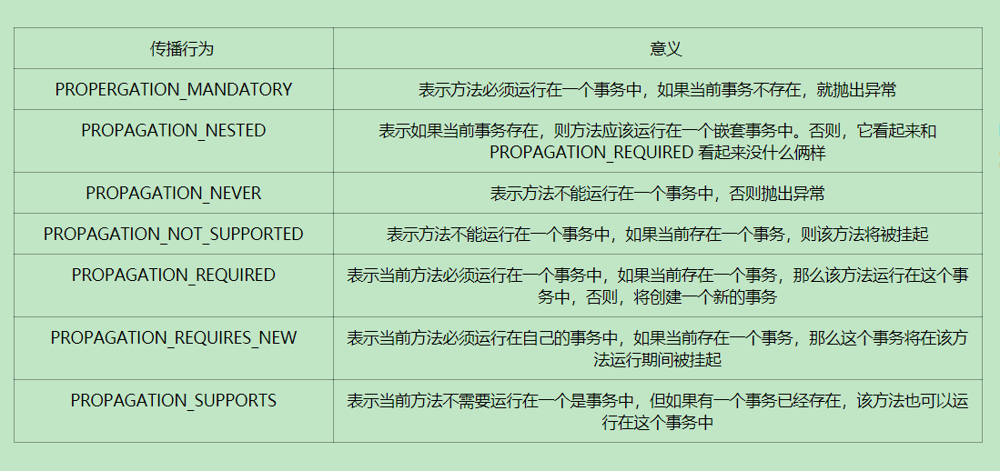 传播行为
意义
PROPERGATION_MANDATORY
表示方法必须运行在一个事务中，如果当前事务不存在，就抛出异常
PROPAGATION_NESTED
表示如果当前事务存在，则方法应该运行在一个嵌套事务中。否则，它看起来和
PROPAGATION_REQUIRED 看起来没什么俩样
PROPAGATION_NEVER
表示方法不能运行在一个事务中，否则抛出异常
PROPAGATION_NOT_SUPPORTED
表示方法不能运行在一个事务中，如果当前存在一个事务，则该方法将被挂起
PROPAGATION_REQUIRED
表示当前方法必须运行在一个事务中，如果当前存在一个事务，那么该方法运行在这个事
务中，否则，将创建一个新的事务
PROPAGATION_REQUIRES_NEW
表示当前方法必须运行在自己的事务中，如果当前存在一个事务，那么这个事务将在该方
法运行期间被挂起
PROPAGATION_SUPPORTS
表示当前方法不需要运行在一个是事务中，但如果有一个事务已经存在，该方法也可以运
行在这个事务中